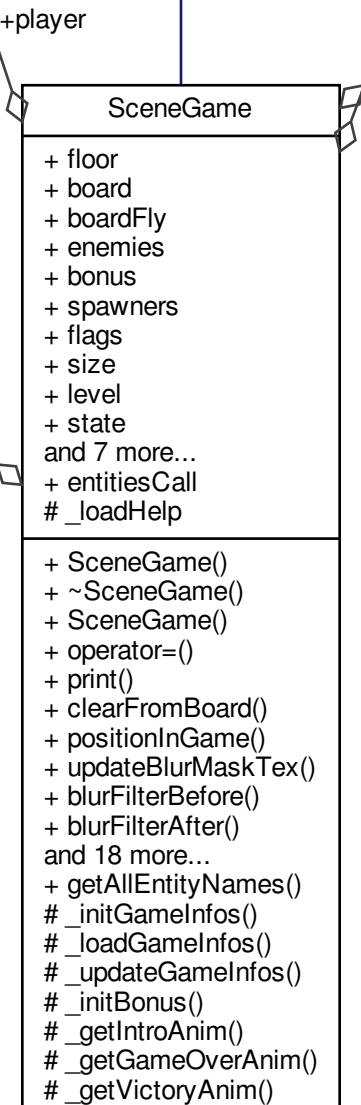 +player
SceneGame
+ floor
+ board
+ boardFly
+ enemies
+ bonus
+ spawners
+ flags
+ size
+ level
+ state
and 7 more...
+ entitiesCall
# _loadHelp
+ SceneGame()
+ ~SceneGame()
+ SceneGame()
+ operator=()
+ print()
+ clearFromBoard()
+ positionInGame()
+ updateBlurMaskTex()
+ blurFilterBefore()
+ blurFilterAfter()
and 18 more...
+ getAllEntityNames()
# _initGameInfos()
# _loadGameInfos()
# _updateGameInfos()
# _initBonus()
# _getIntroAnim()
# _getGameOverAnim()
# _getVictoryAnim()